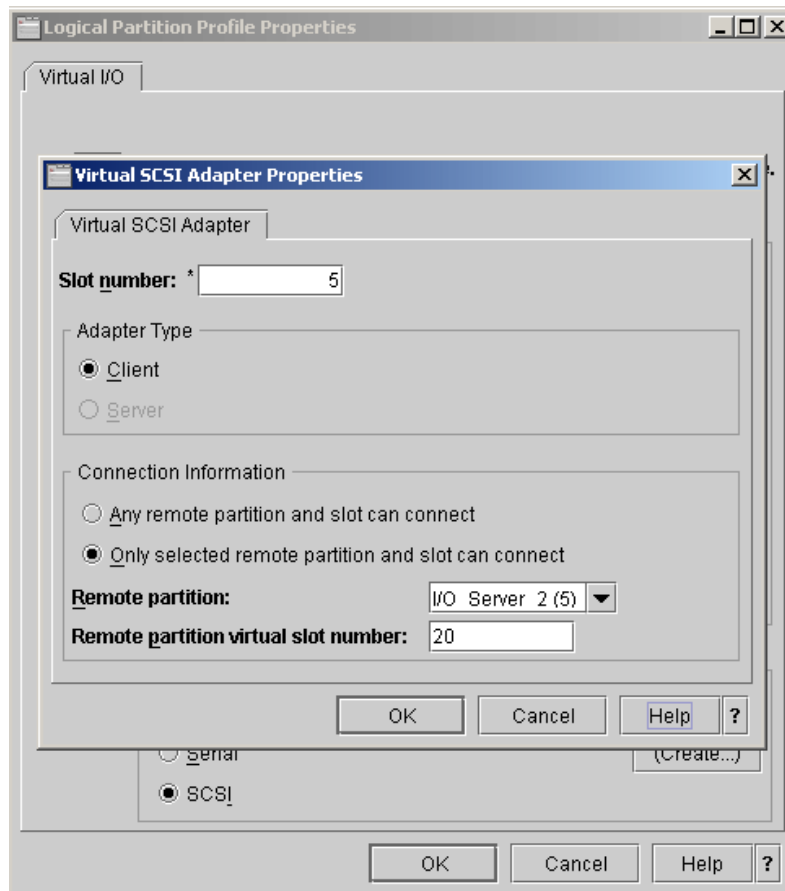 Logical Partition Profile Properties
Virtual I/O
Virtual SCSI Adapter Properties
Virtual SCSI Adapter
Slot number: * 5
Adapter Type
Client
Server
Connection Information
Any remote partition and slot can connect
Only selected remote partition and slot can connect
Remote partition: I/O Server 2 (5)
Remote partition virtual slot number: 20
OK Cancel Help ?
Serial (Create...)
SCSI
OK Cancel Help ?